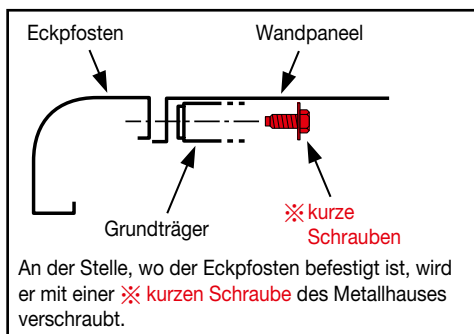 Eckpfosten
Wandpaneel
Grundträger
※ kurze
Schrauben
An der Stelle, wo der Eckpfosten befestigt ist, wird
er mit einer ※ kurzen Schraube des Metallhauses
verschraubt.